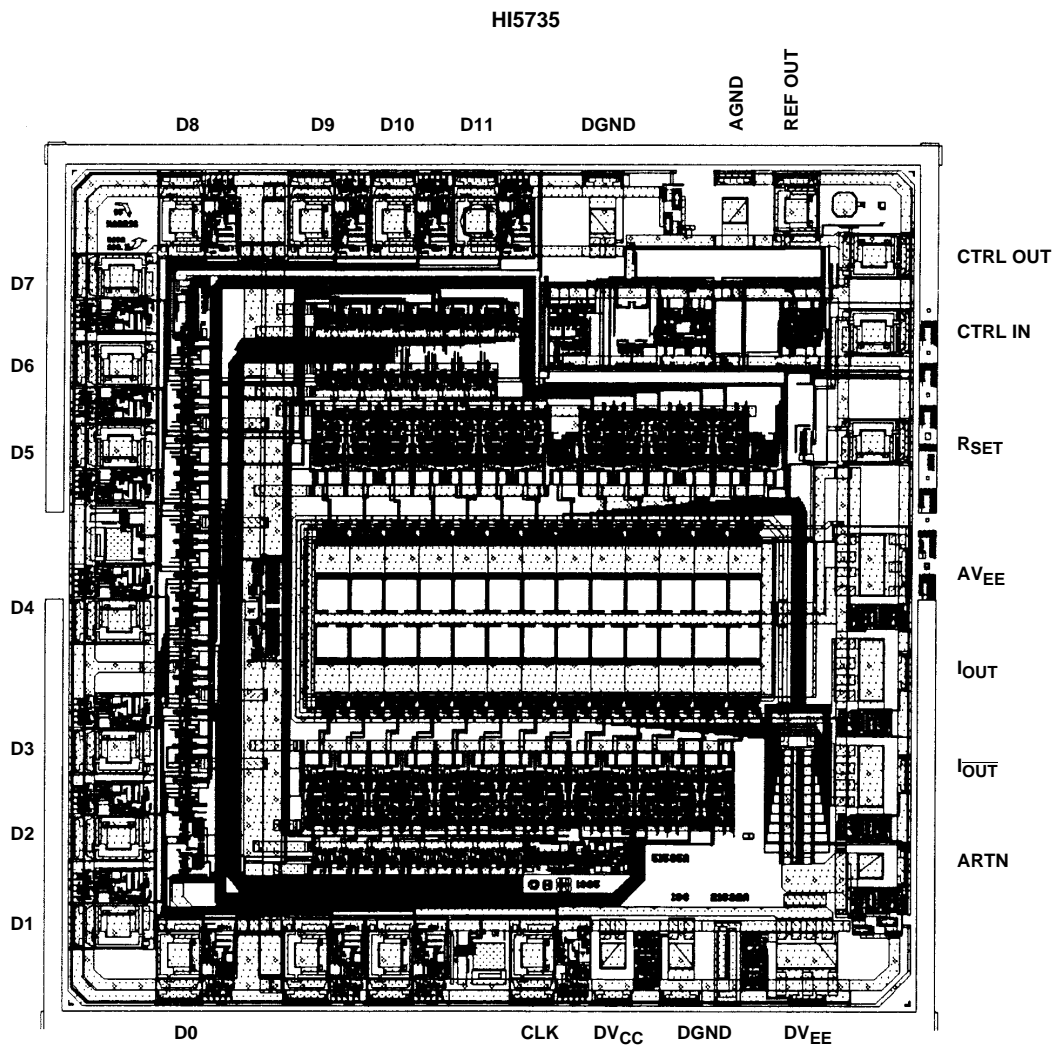 HI5735
D8 D9 D10 D11 DGND AGND REF OUT
CTRL OUT
D7
CTRL IN
D6
RSET
D5
AVEE
D4
IOUT
D3
IOUT
D2
ARTN
D1
D0 CLK DVCC DGND DVEE